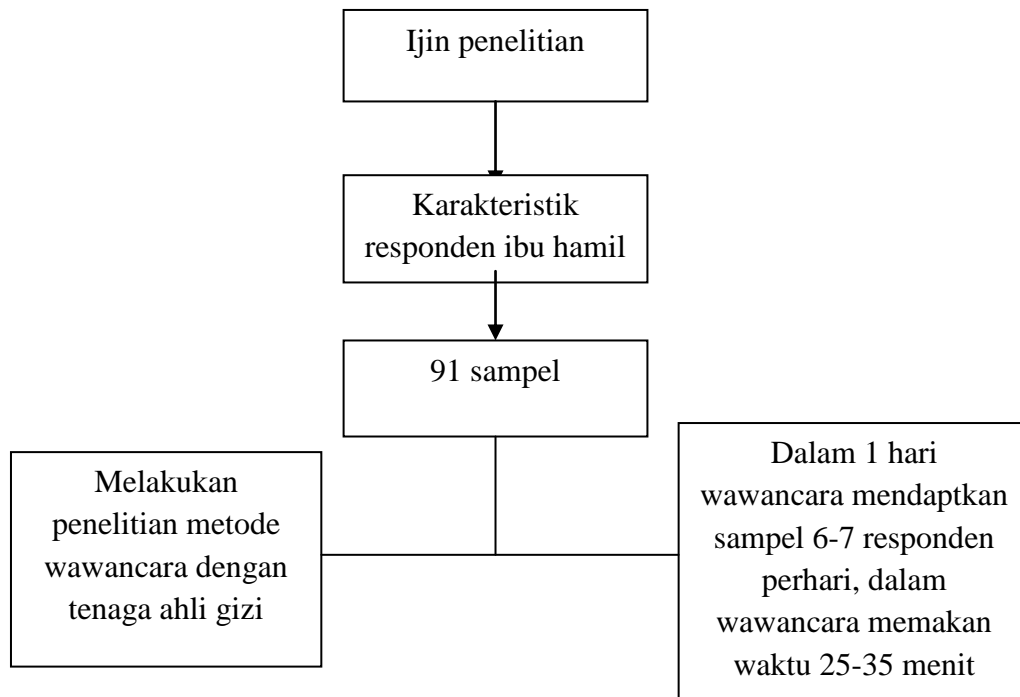 Ijin penelitian
Karakteristik
responden ibu hamil
91 sampel
Melakukan
penelitian metode
wawancara dengan
tenaga ahli gizi
Dalam 1 hari
wawancara mendaptkan
sampel 6-7 responden
perhari, dalam
wawancara memakan
waktu 25-35 menit